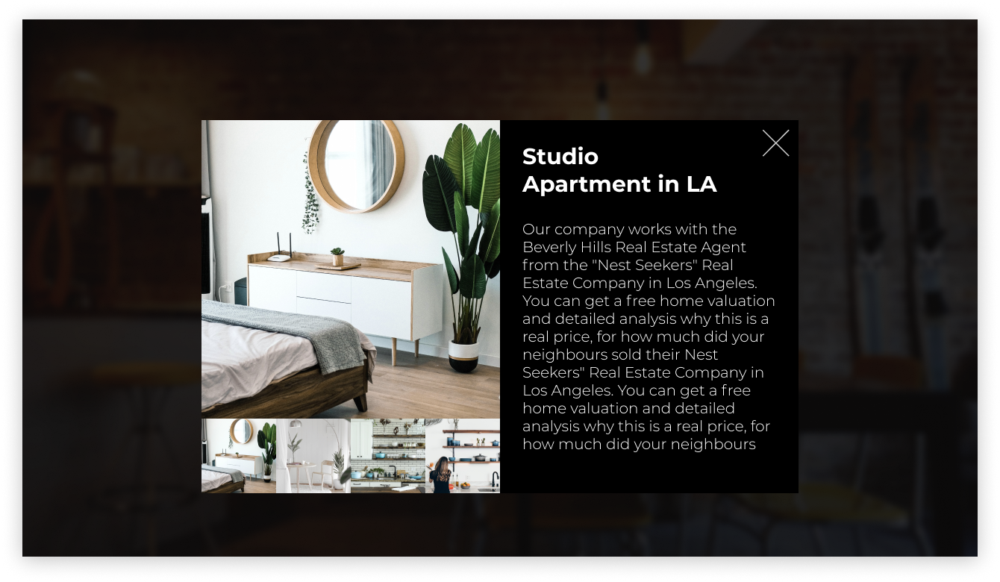 Studio
Apartment in LA
Our company works with the
Beverly Hills Real Estate Agent
from the "Nest Seekers" Real
Estate Company in Los Angeles.
You can get a free home valuation
and detailed analysis why this is a
real price, for how much did your
neighbours sold their Nest
Seekers" Real Estate Company in
Los Angeles. You can get a free
home valuation and detailed
analysis why this is a real price, for
how much did your neighbours